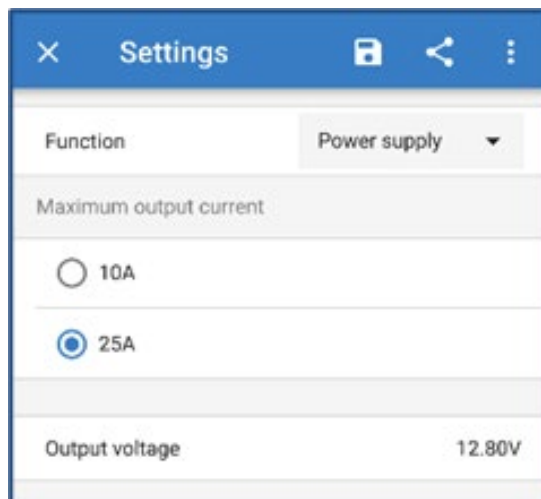 Settings
Function Power supply
Maximum output current
10A
25A
Output voltage 12.80V